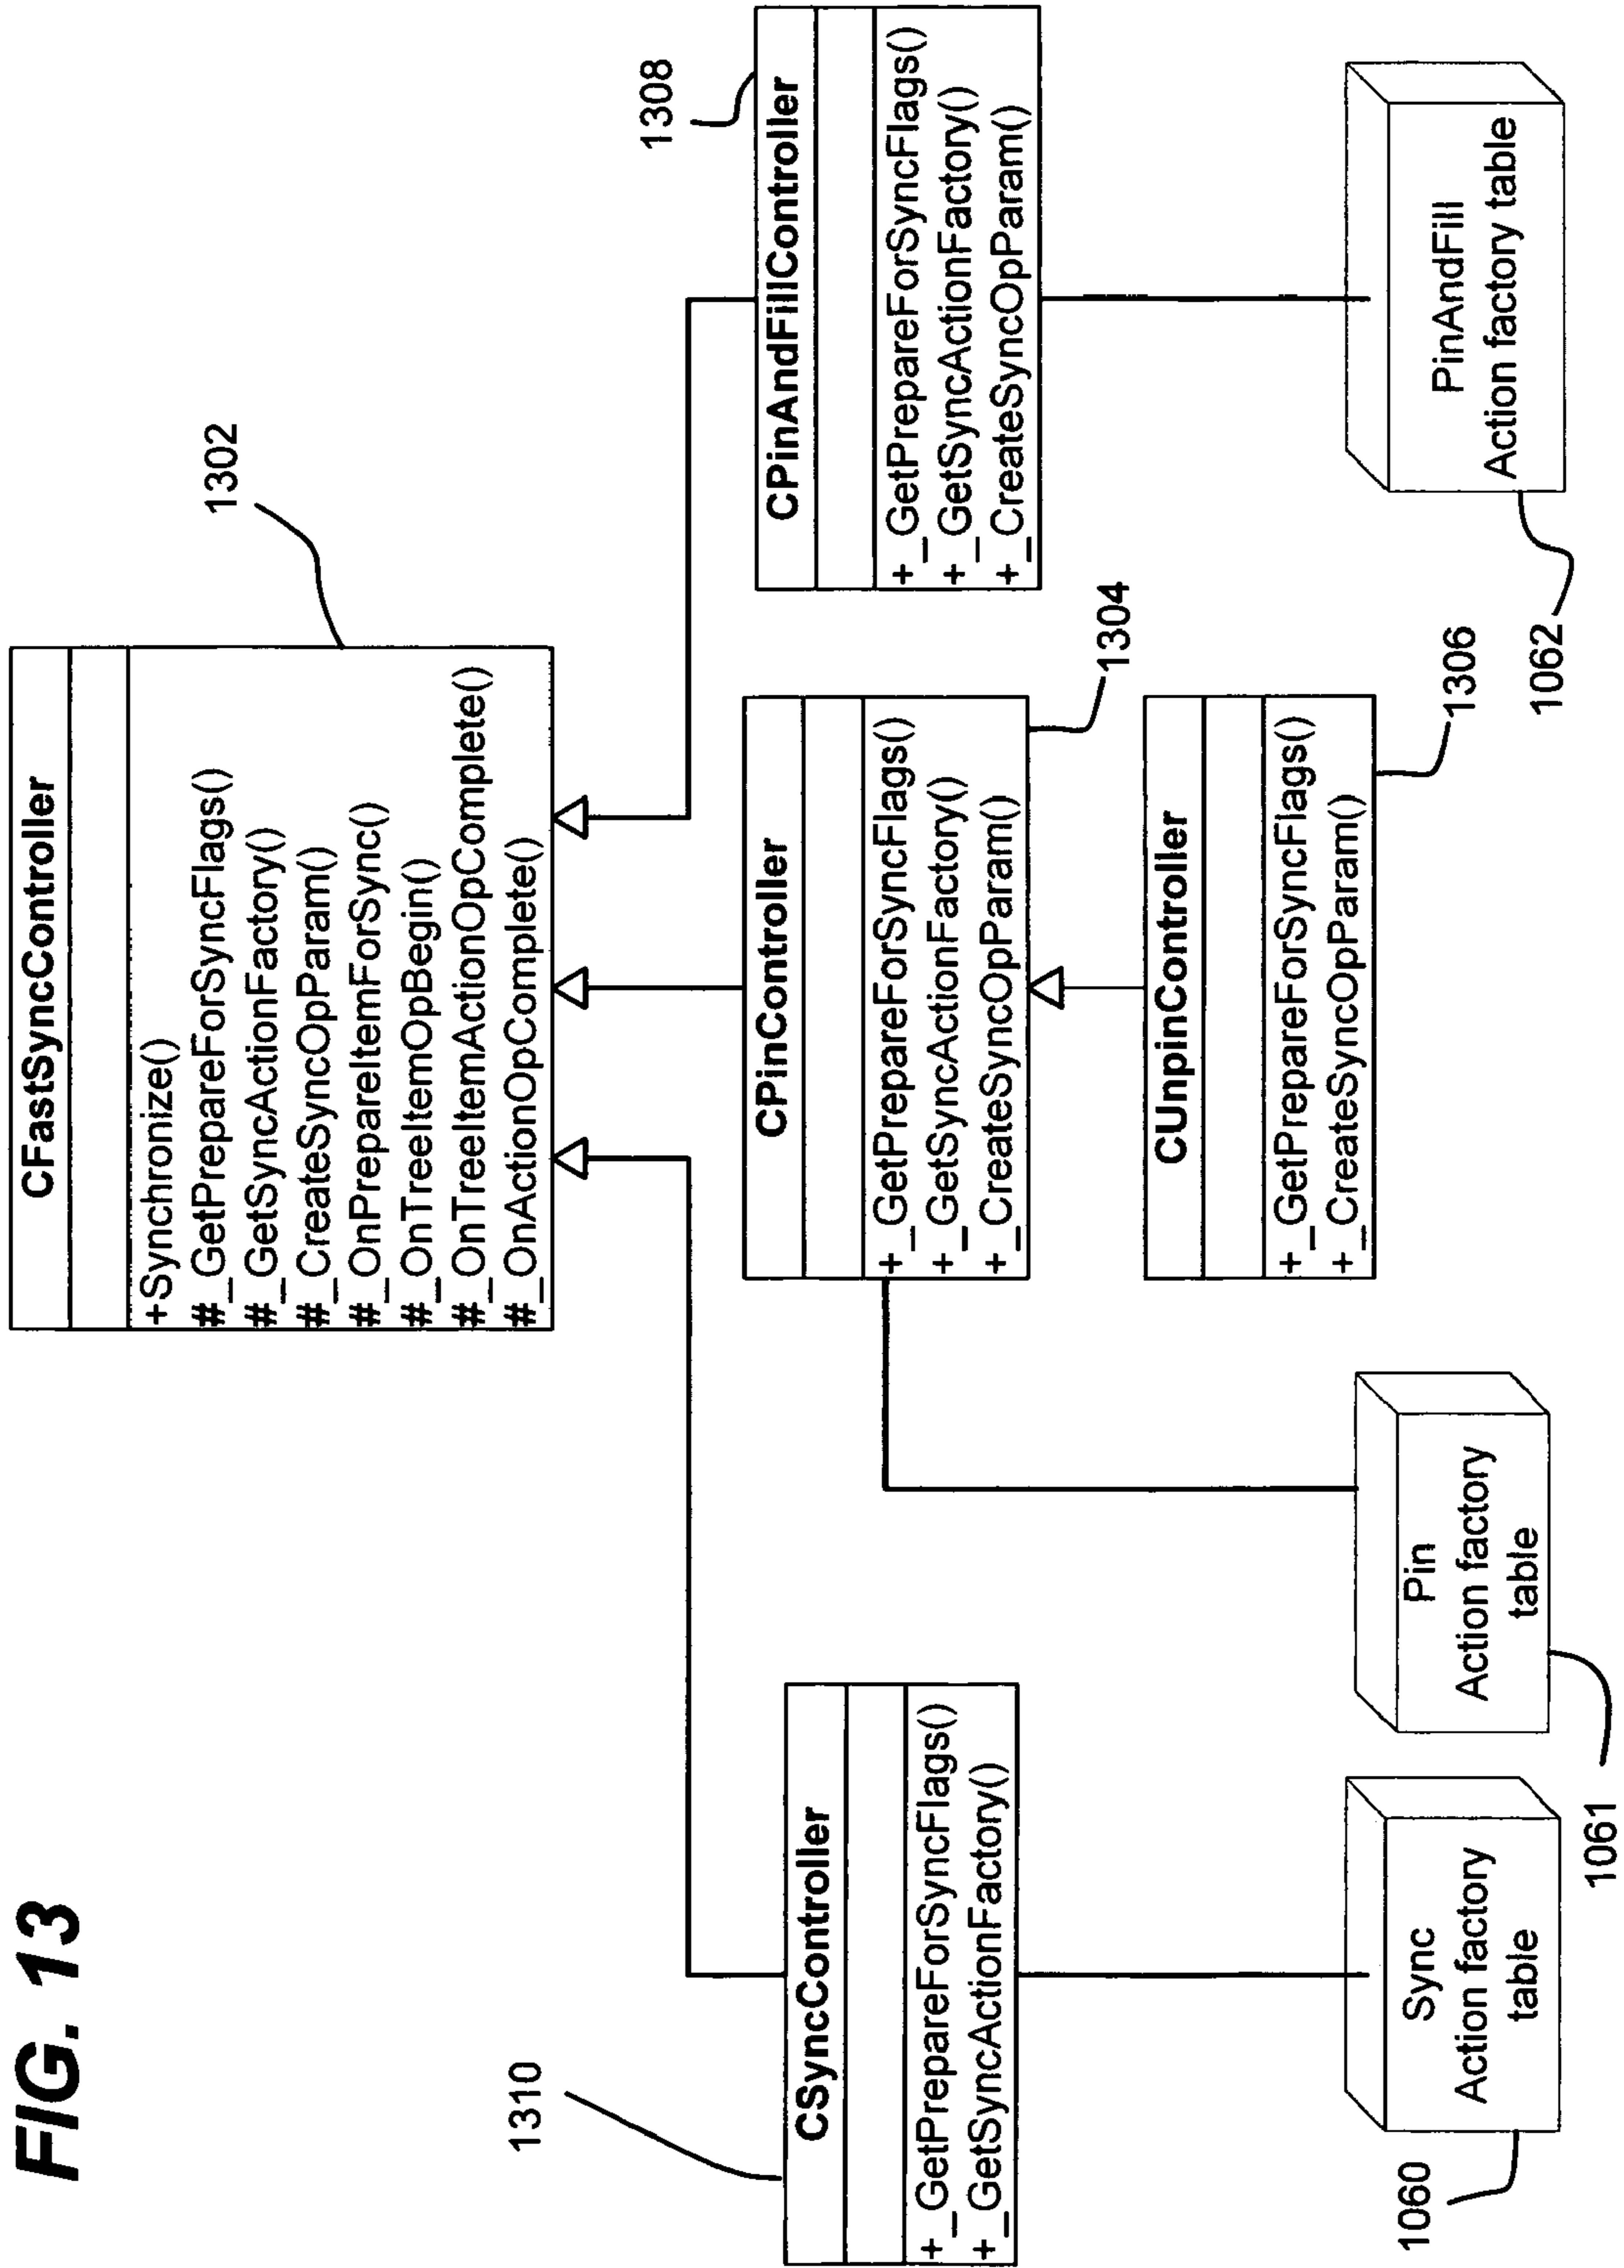 FIG. 13
CFastSyncController
+Synchronize()
#_GetPrepareForSyncFlags()
#_GetSyncActionFactory()
#_CreateSyncOpParam()
#_OnPrepareItemForSync()
#_OnTreeItemOpBegin()
#_OnTreeItemActionOpComplete()
#_OnActionOpComplete()
1302
1310
CSyncController
+_GetPrepareForSyncFlags()
+_GetSyncActionFactory()
CPinController
+_GetPrepareForSyncFlags()
+_GetSyncActionFactory()
+_CreateSyncOpParam()
1304
1308
CPinAndFillController
+_GetPrepareForSyncFlags()
+_GetSyncActionFactory()
+_CreateSyncOpParam()
CUnpinController
+_GetPrepareForSyncFlags()
+_CreateSyncOpParam()
1306
Sync
Action factory
table
1060
Pin
Action factory
table
1061
PinAndFill
Action factory table
1062